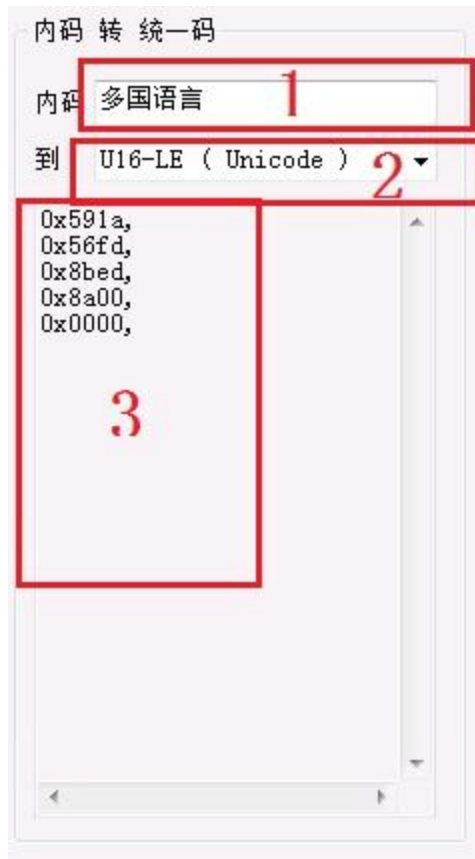 内码 转 统一码
内码 多国语言 1
到 U16-LE ( Unicode ) 2
0x591a,
0x56fd,
0x8bed,
0x8a00,
0x0000,
3